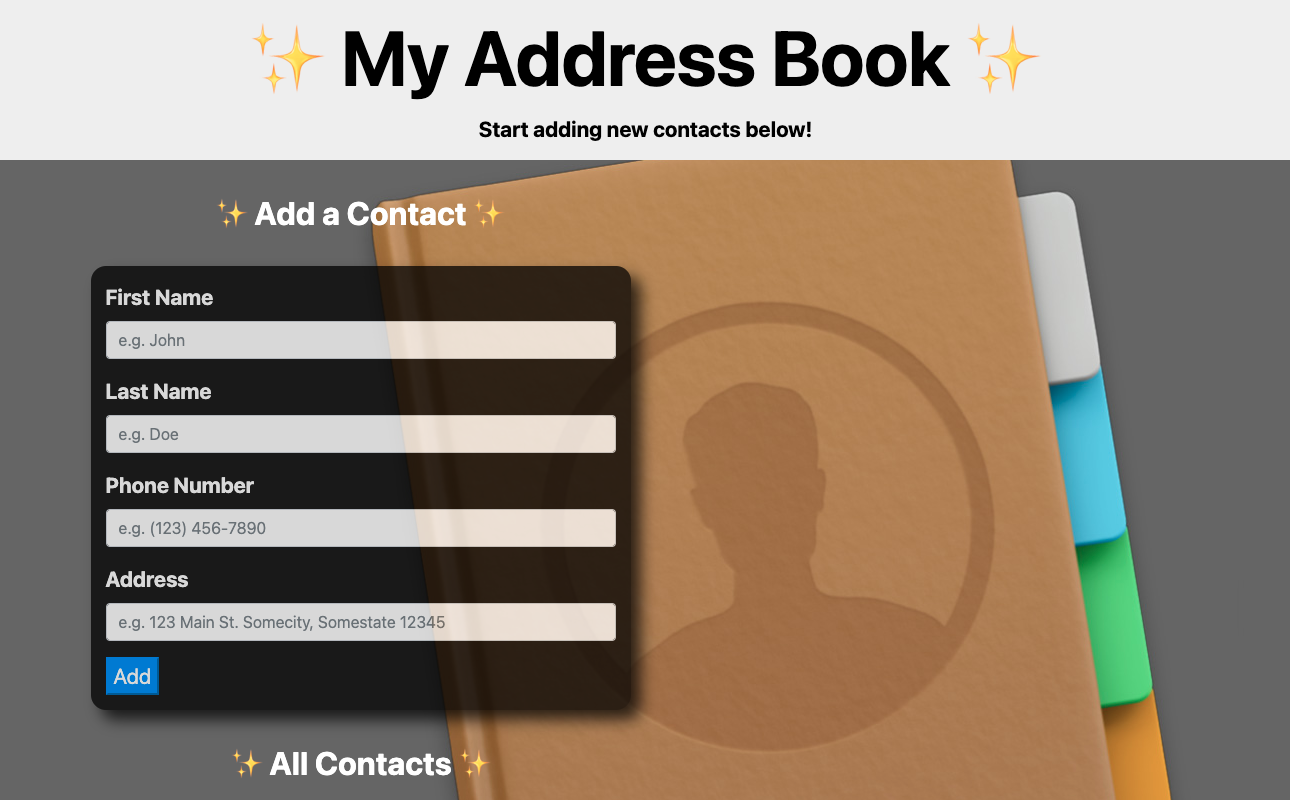 ✨ My Address Book ✨
Start adding new contacts below!
✨ Add a Contact ✨
First Name
e.g. John
Last Name
e.g. Doe
Phone Number
e.g. (123) 456-7890
Address
e.g. 123 Main St. Somecity, Somestate 12345
Add
✨ All Contacts ✨